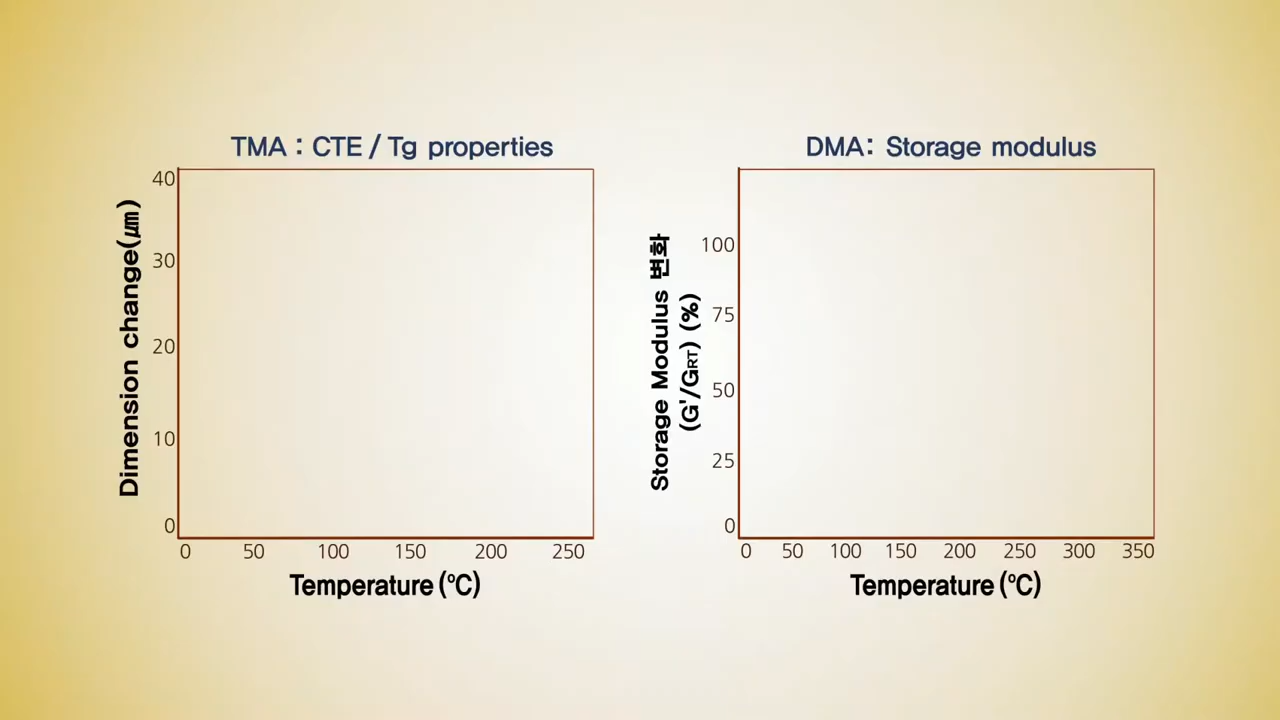 TMA : CTE / Tg properties
Dimension change(㎛)
40
30
20
10
0
0 50 100 150 200 250
Temperature(℃)
DMA: Storage modulus
Storage Modulus 변화
(G'/GRT) (%)
100
75
50
25
0
0 50 100 150 200 250 300 350
Temperature(℃)